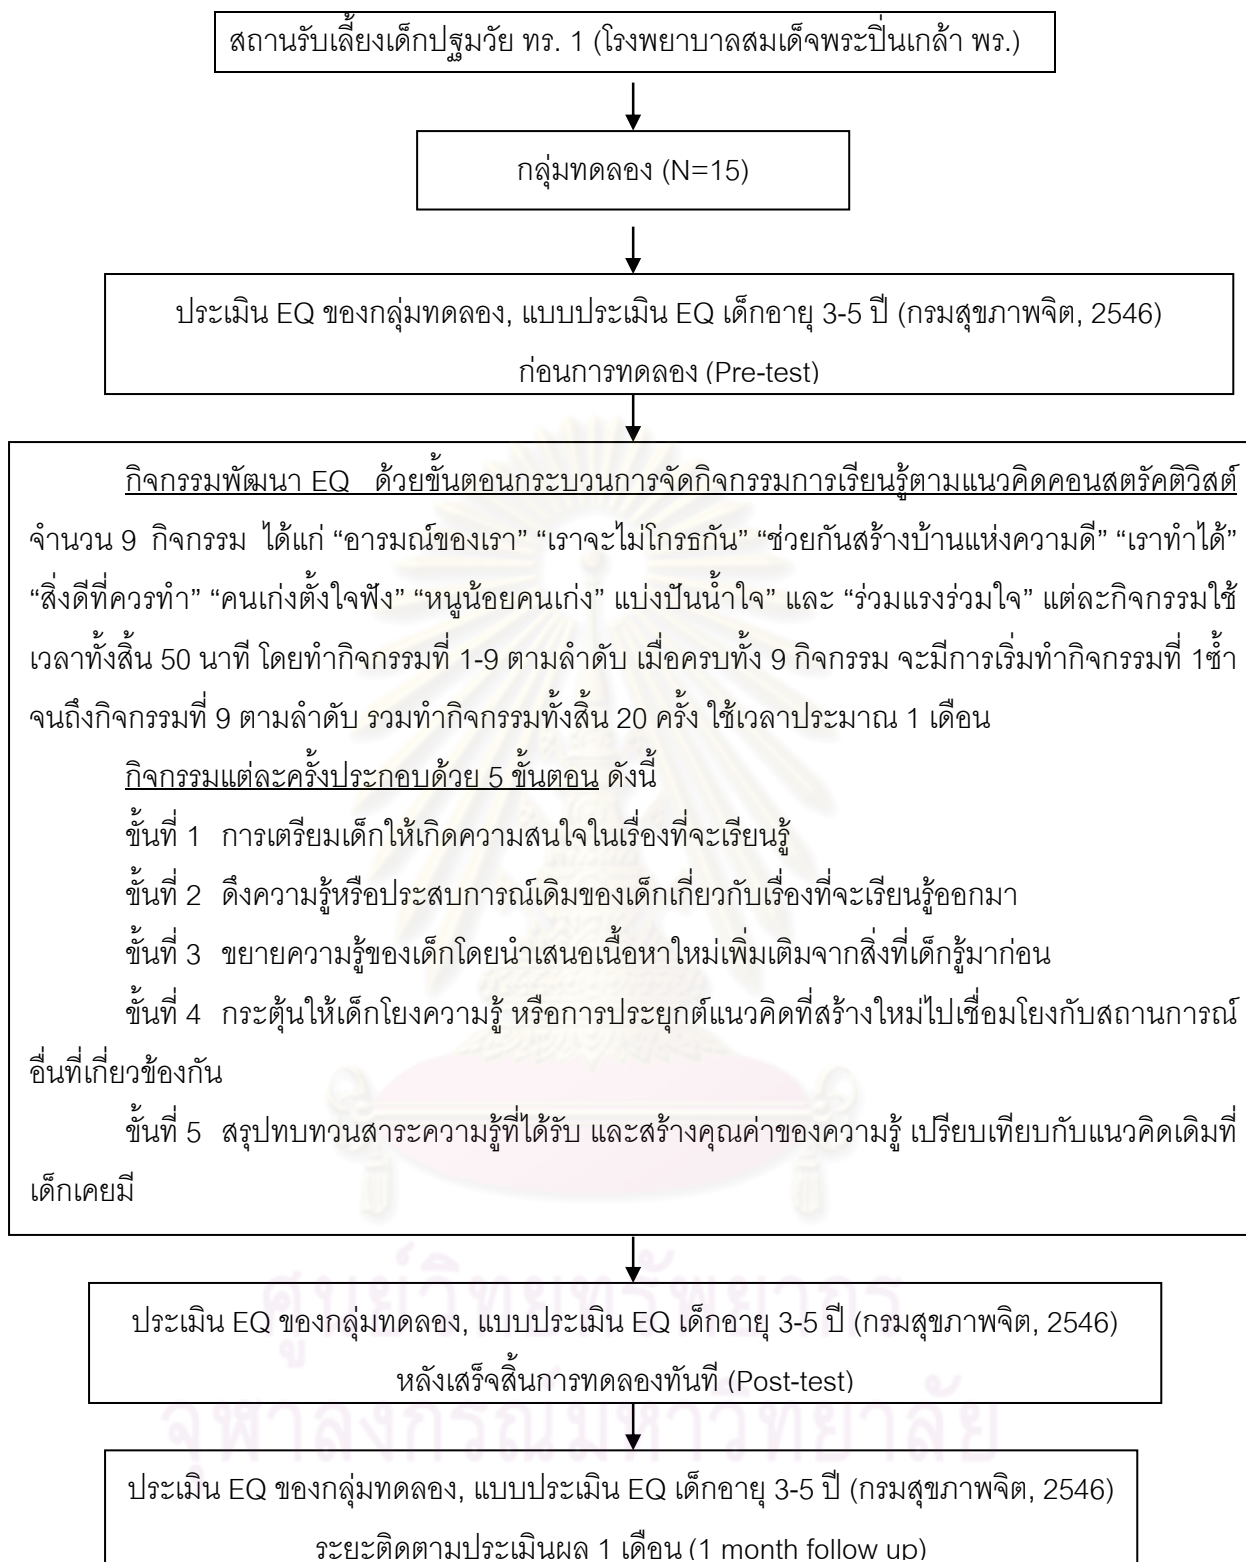 สถานรับเลี้ยงเด็กปฐมวัย ทร. 1 (โรงพยาบาลสมเด็จพระปิ่นเกล้า พร.)
กลุ่มทดลอง (N=15)
ประเมิน EQ ของกลุ่มทดลอง, แบบประเมิน EQ เด็กอายุ 3-5 ปี (กรมสุขภาพจิต, 2546)
ก่อนการทดลอง (Pre-test)
กิจกรรมพัฒนา EQ ด้วยขั้นตอนกระบวนการจัดกิจกรรมการเรียนรู้ตามแนวคิดคอนสตรัคติวิสต์
จำนวน 9 กิจกรรม ได้แก่ “อารมณ์ของเรา” “เราจะไม่โกรธกัน” “ช่วยกันสร้างบ้านแห่งความดี” “เราทำได้”
“สิ่งดีที่ควรทำ” “คนเก่งตั้งใจฟัง” “หนูน้อยคนเก่ง” แบ่งปันน้ำใจ” และ “ร่วมแรงร่วมใจ” แต่ละกิจกรรมใช้
เวลาทั้งสิ้น 50 นาที โดยทำกิจกรรมที่ 1-9 ตามลำดับ เมื่อครบทั้ง 9 กิจกรรม จะมีการเริ่มทำกิจกรรมที่ 1ซ้ำ
จนถึงกิจกรรมที่ 9 ตามลำดับ รวมทำกิจกรรมทั้งสิ้น 20 ครั้ง ใช้เวลาประมาณ 1 เดือน
กิจกรรมแต่ละครั้งประกอบด้วย 5 ขั้นตอน ดังนี้
ขั้นที่ 1 การเตรียมเด็กให้เกิดความสนใจในเรื่องที่จะเรียนรู้
ขั้นที่ 2 ดึงความรู้หรือประสบการณ์เดิมของเด็กเกี่ยวกับเรื่องที่จะเรียนรู้ออกมา
ขั้นที่ 3 ขยายความรู้ของเด็กโดยนำเสนอเนื้อหาใหม่เพิ่มเติมจากสิ่งที่เด็กรู้มาก่อน
ขั้นที่ 4 กระตุ้นให้เด็กโยงความรู้ หรือการประยุกต์แนวคิดที่สร้างใหม่ไปเชื่อมโยงกับสถานการณ์
อื่นที่เกี่ยวข้องกัน
ขั้นที่ 5 สรุปทบทวนสาระความรู้ที่ได้รับ และสร้างคุณค่าของความรู้ เปรียบเทียบกับแนวคิดเดิมที่
เด็กเคยมี
ศูนย์วิทยทรัพยากร
ประเมิน EQ ของกลุ่มทดลอง, แบบประเมิน EQ เด็กอายุ 3-5 ปี (กรมสุขภาพจิต, 2546)
หลังเสร็จสิ้นการทดลองทันที (Post-test)
จุฬาลงกรณ์มหาวิทยาลัย
ประเมิน EQ ของกลุ่มทดลอง, แบบประเมิน EQ เด็กอายุ 3-5 ปี (กรมสุขภาพจิต, 2546)
ระยะติดตามประเมินผล 1 เดือน (1 month follow up)